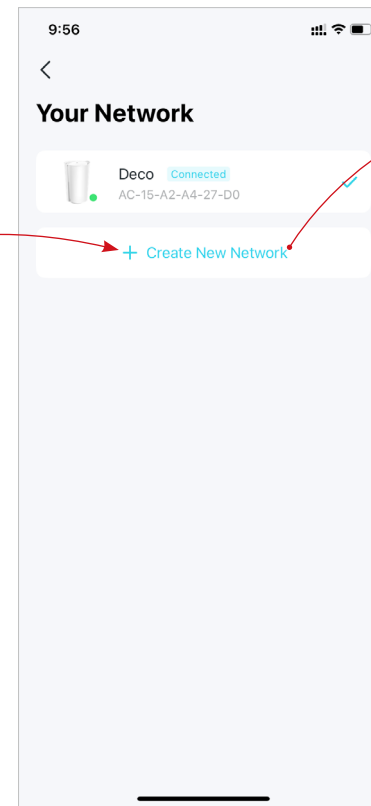 9:56
Your Network
Deco Connected
AC-15-A2-A4-27-D0
+ Create New Network